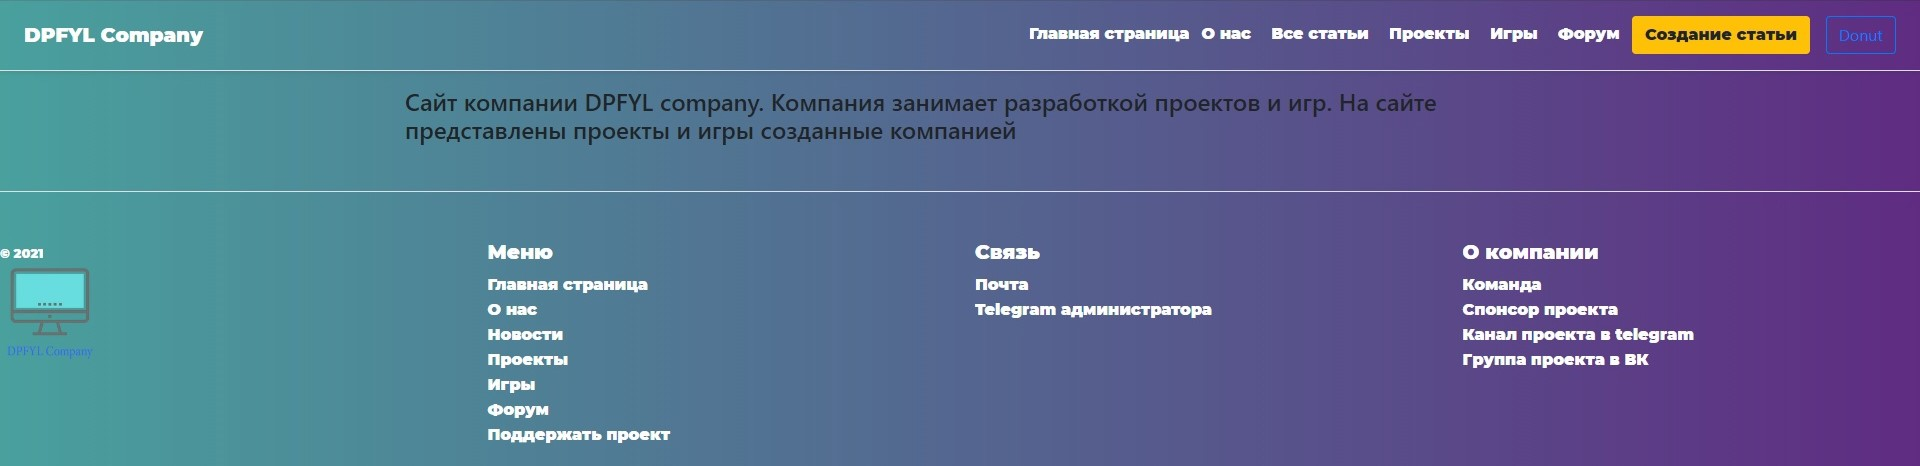 DPFYL Company
Главная страница О нас Все статьи Проекты Игры Форум Создание статьи Donut
Сайт компании DPFYL company. Компания занимает разработкой проектов и игр. На сайте
представлены проекты и игры созданные компанией
© 2021
DPFYL Company
Меню
Главная страница
О нас
Новости
Проекты
Игры
Форум
Поддержать проект
Связь
Почта
Telegram администратора
О компании
Команда
Спонсор проекта
Канал проекта в telegram
Группа проекта в ВК